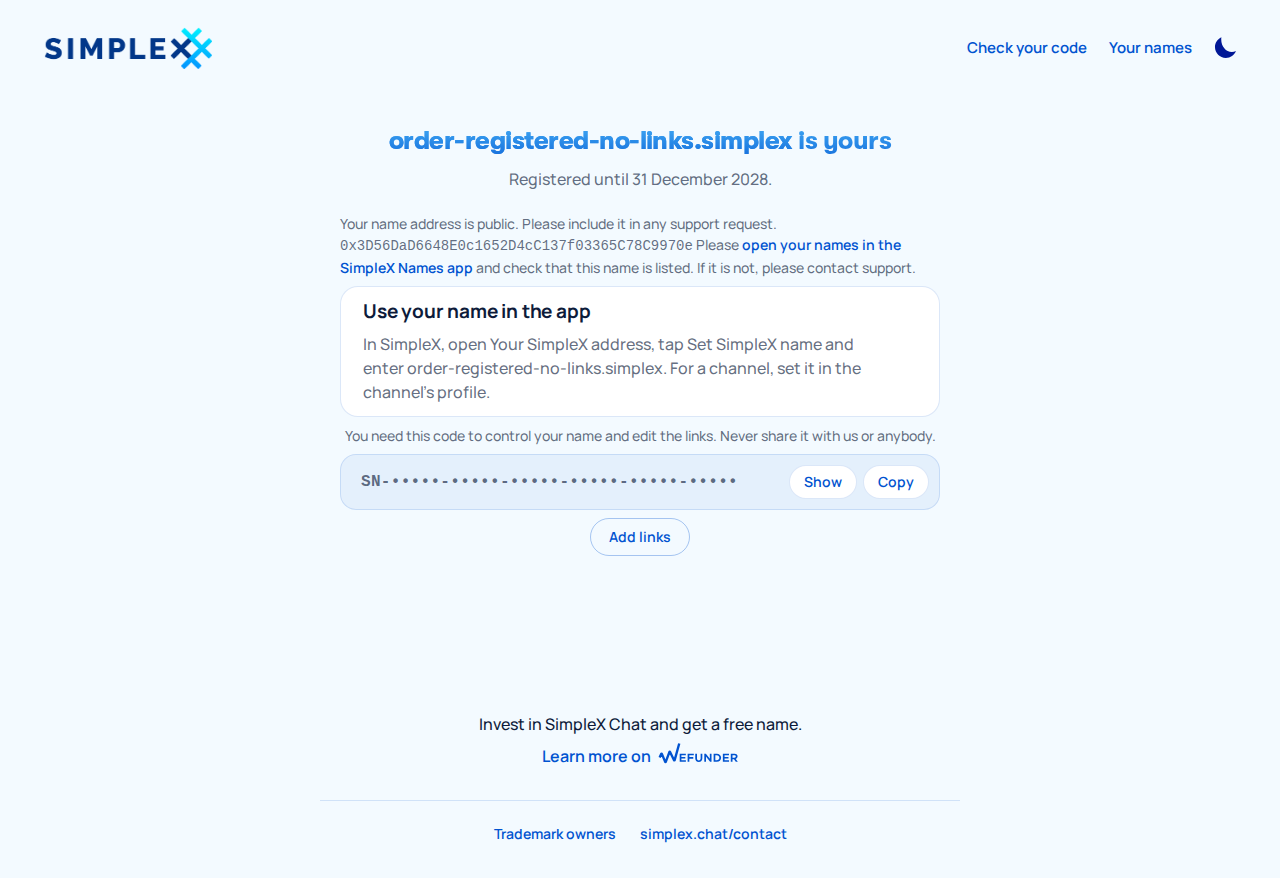 SIMPLEX
Check your code
Your names
order-registered-no-links.simplex is yours
Registered until 31 December 2028.
Your name address is public. Please include it in any support request.
0x3D56DaD6648E0c1652D4cC137f03365C78C9970e Please open your names in the
SimpleX Names app and check that this name is listed. If it is not, please contact support.
Use your name in the app
In SimpleX, open Your SimpleX address, tap Set SimpleX name and
enter order-registered-no-links.simplex. For a channel, set it in the
channel's profile.
You need this code to control your name and edit the links. Never share it with us or anybody.
SN-•••••-•••••-•••••-•••••-•••••-•••••
Show
Copy
Add links
Invest in SimpleX Chat and get a free name.
Learn more on WEFUNDER
Trademark owners
simplex.chat/contact